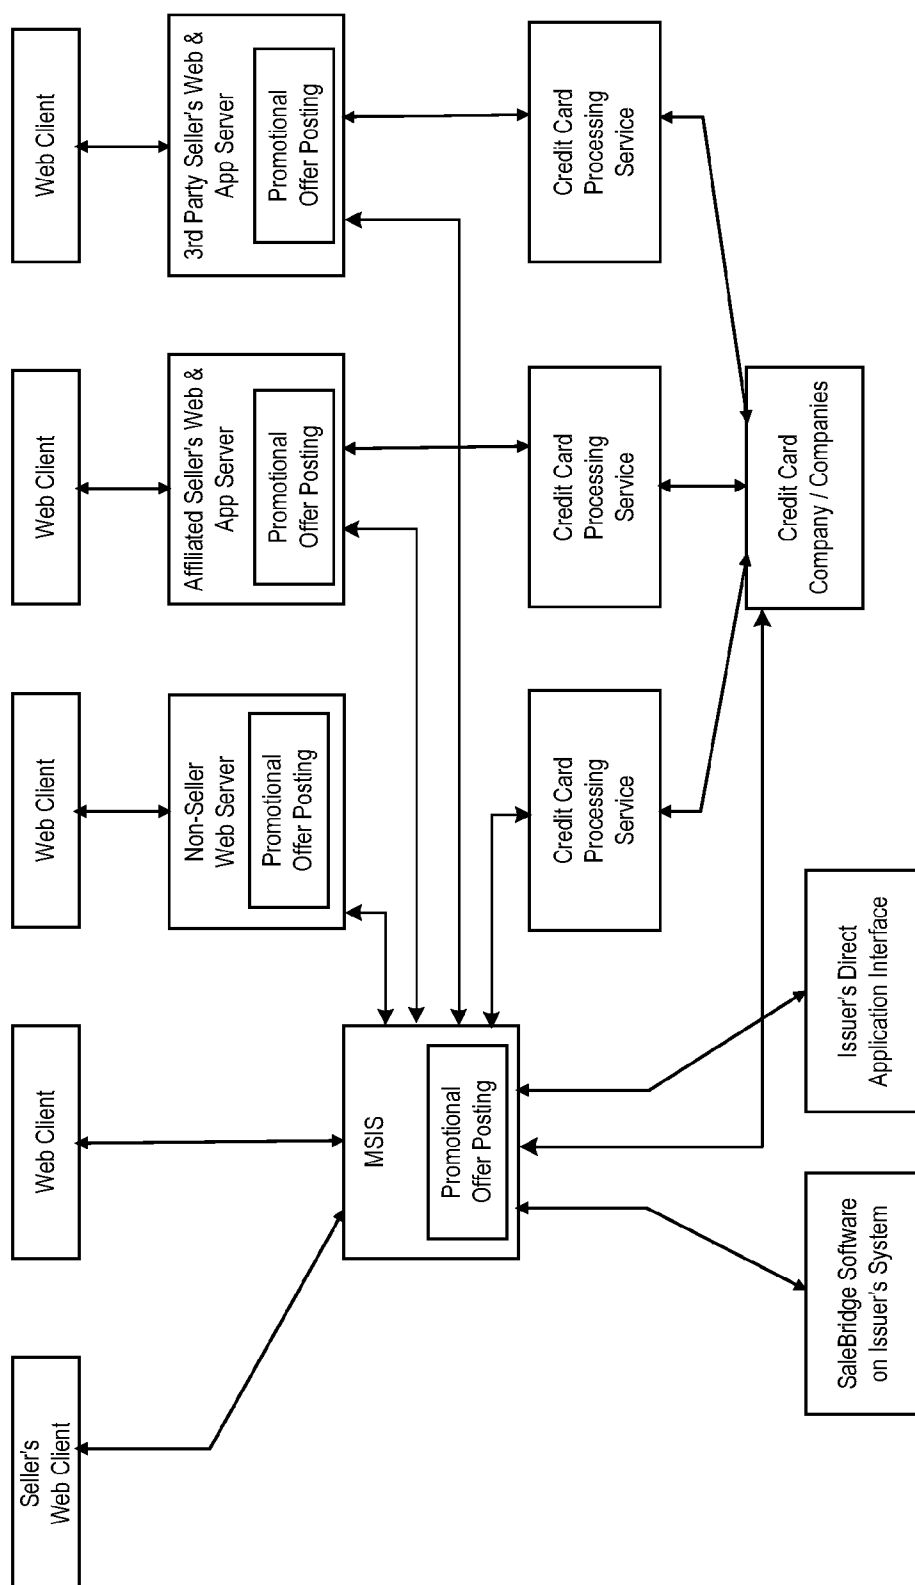 Seller's
Web Client
Web Client
Web Client
Web Client
Web Client
MSIS
Promotional
Offer Posting
Non-Seller
Web Server
Promotional
Offer Posting
Affiliated Seller's Web &
App Server
Promotional
Offer Posting
3rd Party Seller's Web &
App Server
Promotional
Offer Posting
Credit Card
Processing
Service
Credit Card
Processing
Service
Credit Card
Processing
Service
SaleBridge Software
on Issuer's System
Issuer's Direct
Application Interface
Credit Card
Company / Companies